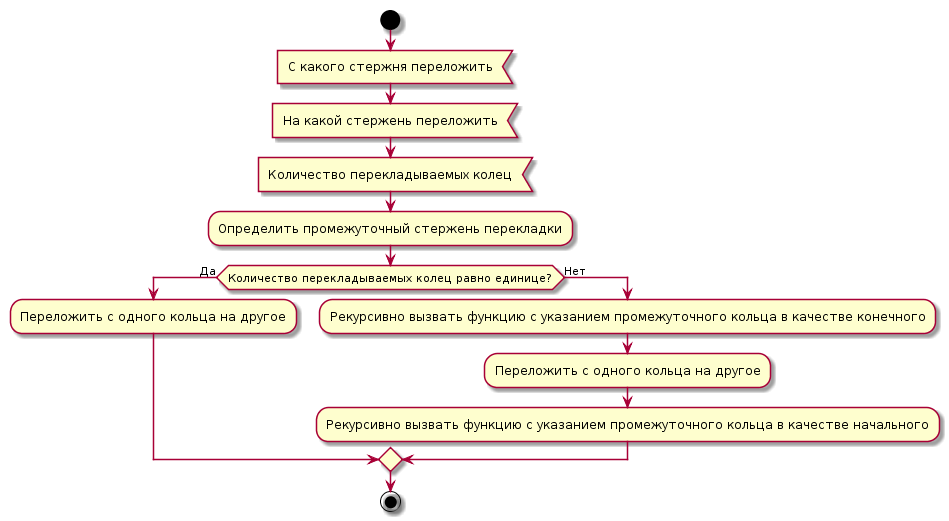 С какого стержня переложить
На какой стержень переложить
Количество перекладываемых колец
Определить промежуточный стержень перекладки
Да
Количество перекладываемых колец равно единице?
Нет
Переложить с одного кольца на другое
Рекурсивно вызвать функцию с указанием промежуточного кольца в качестве конечного
Переложить с одного кольца на другое
Рекурсивно вызвать функцию с указанием промежуточного кольца в качестве начального